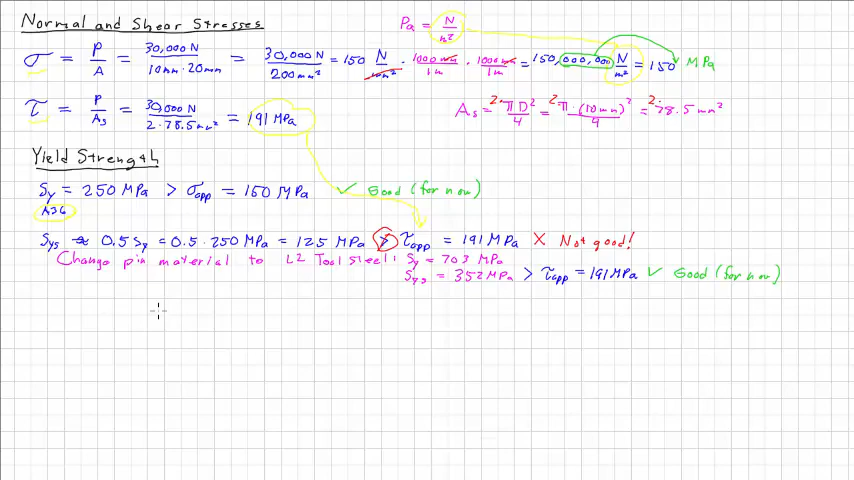 Normal and Shear Stresses
Pa = N/m²
σ = P/A = 30,000 N/10mm·20mm = 30,000 N/200mm² = 150 N/mm² · 1000mm/1m · 1000mm/1m = 150,000,000 N/m² = 150 MPa
τ = P/As = 30,000 N/2·78.5mm² = 191 MPa
As = 2·πD²/4 = 2·π·(10mm)²/4 = 2·78.5 mm²
Yield Strength
Sy = 250 MPa > σapp = 150 MPa ✓ Good (for now)
A36
Sys ≈ 0.5 Sy = 0.5·250 MPa = 125 MPa > τapp = 191 MPa X Not good!
Change pin material to L2 Tool Steel: Sy = 703 MPa
Sys = 352 MPa > τapp = 191 MPa ✓ Good (for now)